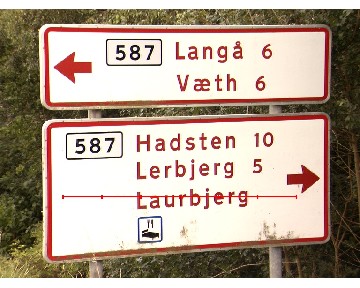 587 Langå 6
Væth 6
587 Hadsten 10
Lerbjerg 5
Laurbjerg